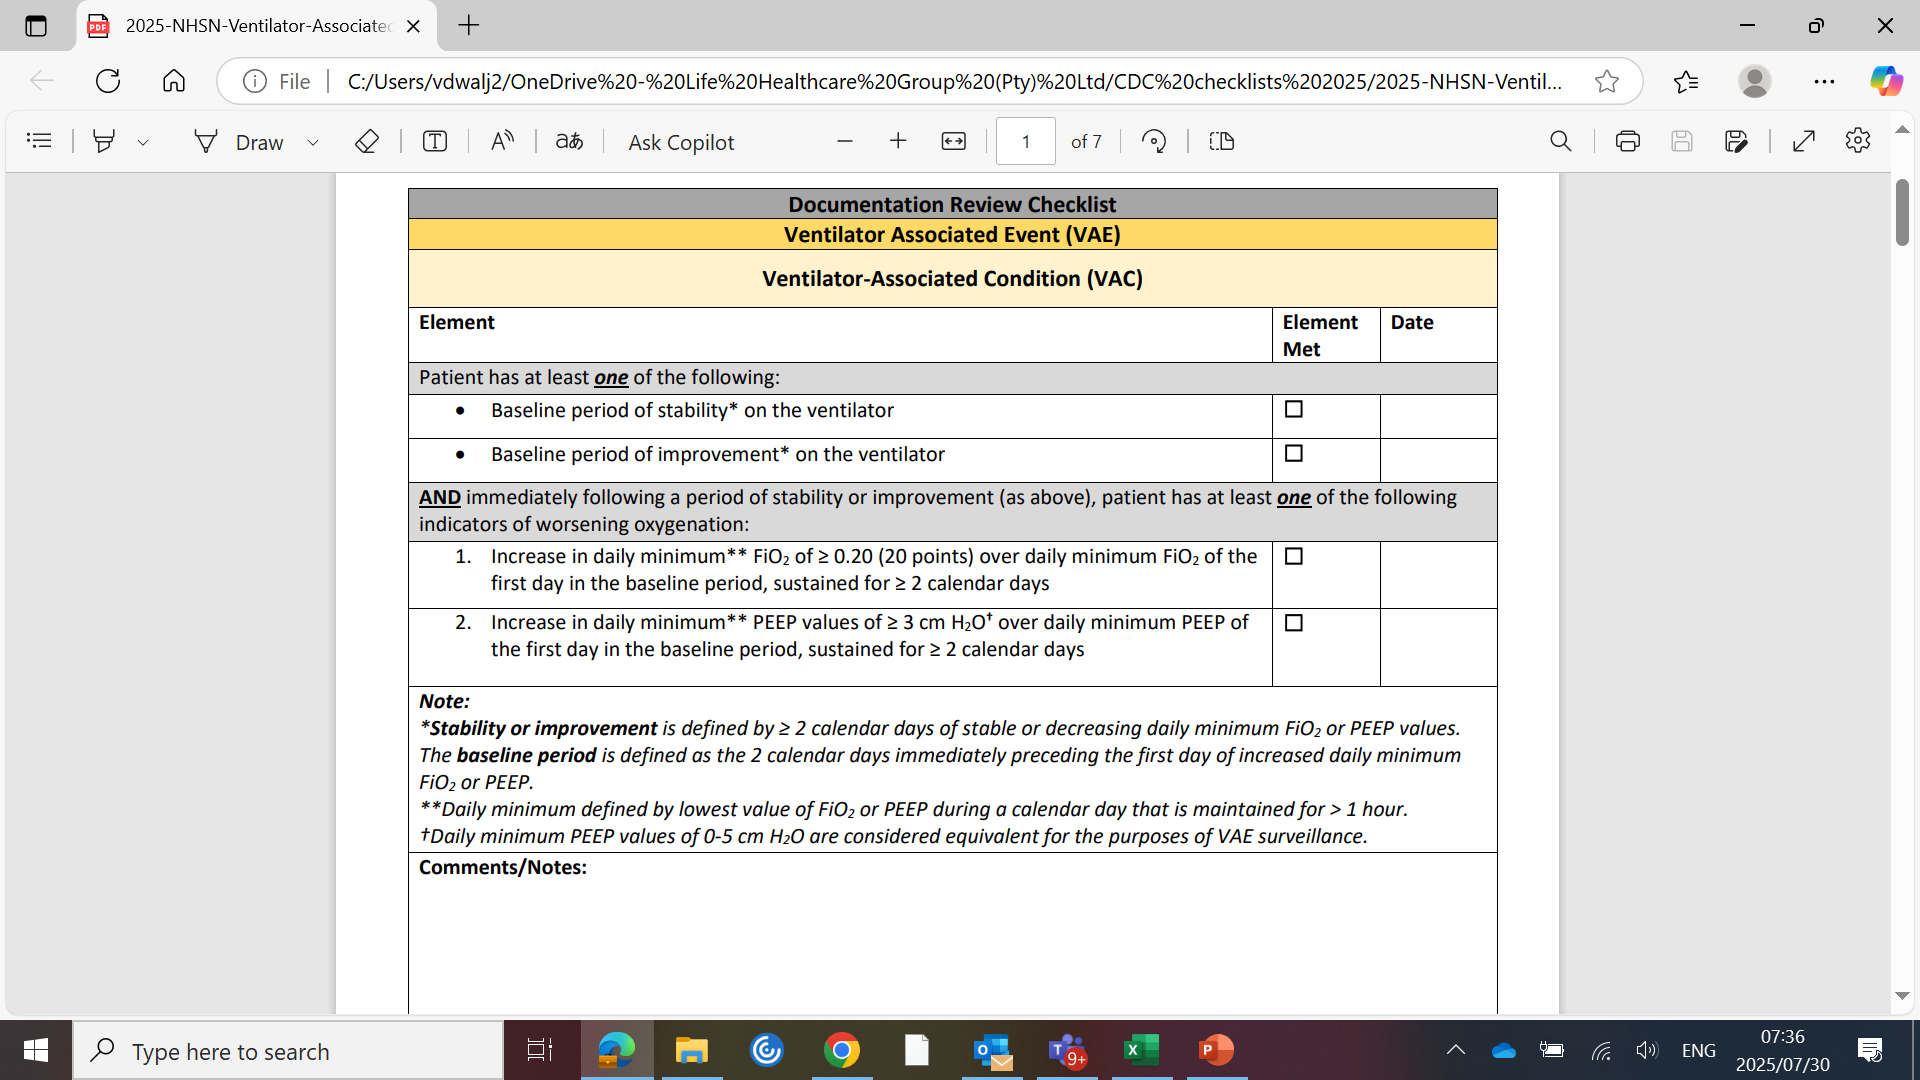 2025-NHSN-Ventilator-Associated
File
C:/Users/vdwalj2/OneDrive%20-%20Life%20Healthcare%20Group%20(Pty)%20Ltd/CDC%20checklists%202025/2025-NHSN-Ventil...
Draw
Ask Copilot
1 of 7
Documentation Review Checklist
Ventilator Associated Event (VAE)
Ventilator-Associated Condition (VAC)
Element
Element Met
Date
Patient has at least one of the following:
• Baseline period of stability* on the ventilator
• Baseline period of improvement* on the ventilator
AND immediately following a period of stability or improvement (as above), patient has at least one of the following
indicators of worsening oxygenation:
1. Increase in daily minimum** FiO₂ of ≥ 0.20 (20 points) over daily minimum FiO₂ of the
first day in the baseline period, sustained for ≥ 2 calendar days
2. Increase in daily minimum** PEEP values of ≥ 3 cm H₂O† over daily minimum PEEP of
the first day in the baseline period, sustained for ≥ 2 calendar days
Note:
*Stability or improvement is defined by ≥ 2 calendar days of stable or decreasing daily minimum FiO₂ or PEEP values.
The baseline period is defined as the 2 calendar days immediately preceding the first day of increased daily minimum
FiO₂ or PEEP.
**Daily minimum defined by lowest value of FiO₂ or PEEP during a calendar day that is maintained for > 1 hour.
†Daily minimum PEEP values of 0-5 cm H₂O are considered equivalent for the purposes of VAE surveillance.
Comments/Notes:
Type here to search
9+
ENG
07:36
2025/07/30